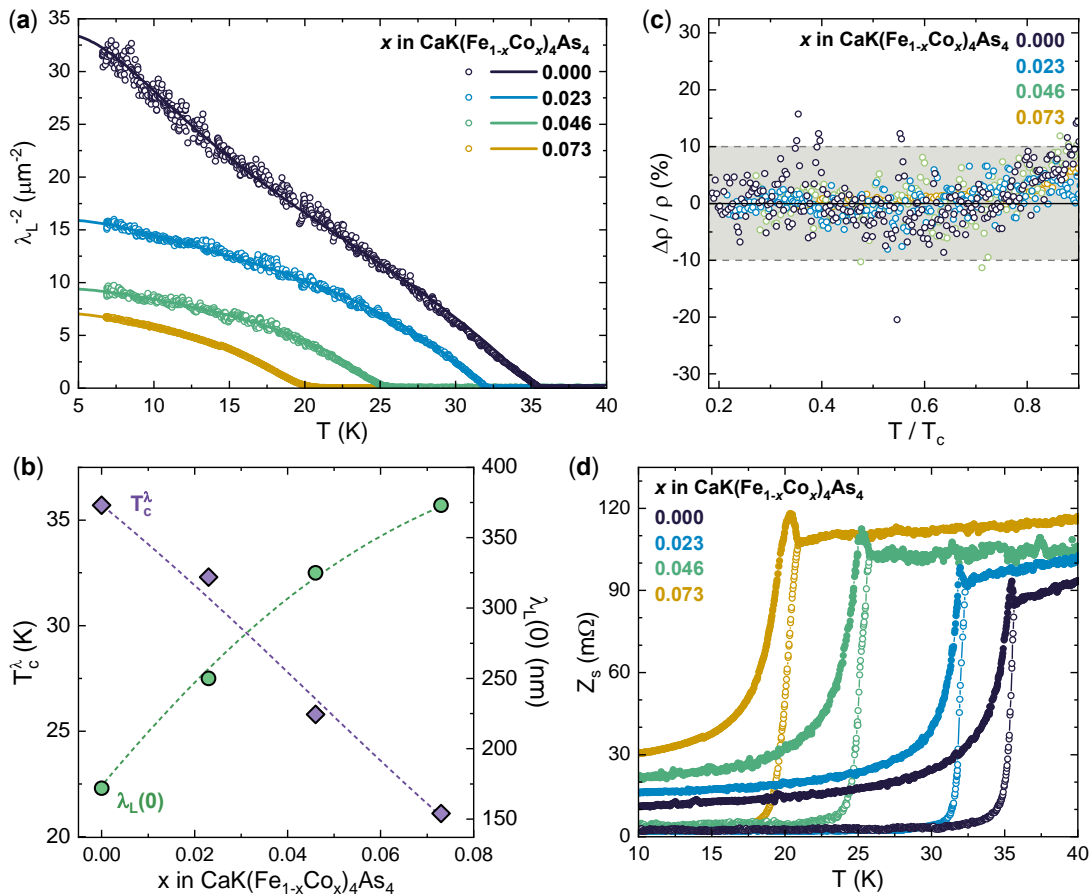 (a)
35
30
25
20
15
10
5
0
λL⁻² (μm⁻²)
x in CaK(Fe1-xCox)4As4
0.000
0.023
0.046
0.073
5 10 15 20 25 30 35 40
T (K)
(c)
30
20
10
0
-10
-20
-30
Δρ / ρ (%)
x in CaK(Fe1-xCox)4As4
0.000
0.023
0.046
0.073
0.2 0.4 0.6 0.8
T / Tc
(b)
35
30
25
20
Tcλ (K)
Tcλ
λL(0)
400
350
300
250
200
150
λL(0) (nm)
0.00 0.02 0.04 0.06 0.08
x in CaK(Fe1-xCox)4As4
(d)
120
90
60
30
0
Zs (mΩ)
x in CaK(Fe1-xCox)4As4
0.000
0.023
0.046
0.073
10 15 20 25 30 35 40
T (K)